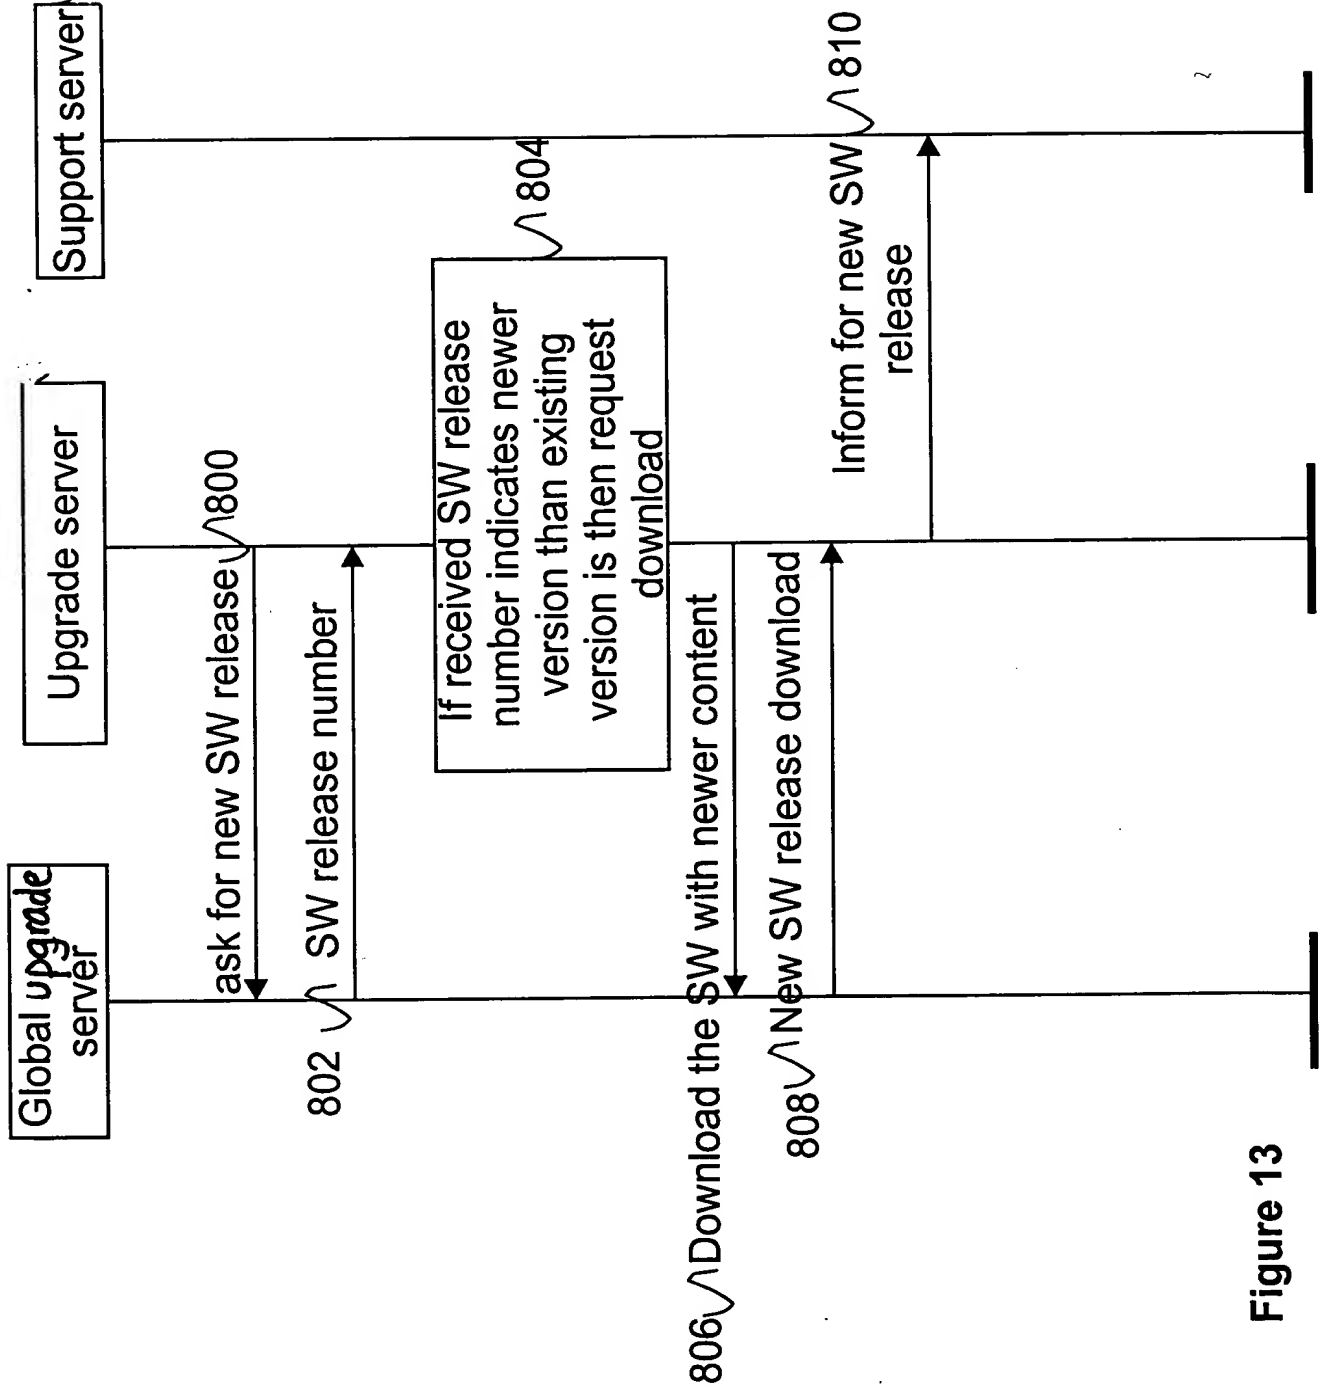 Global upgrade
server
Upgrade server
Support server
ask for new SW release
800
802
SW release number
If received SW release
number indicates newer
version than existing
version is then request
download
804
806
Download the SW with newer content
808
New SW release download
Inform for new SW
release
810
Figure 13